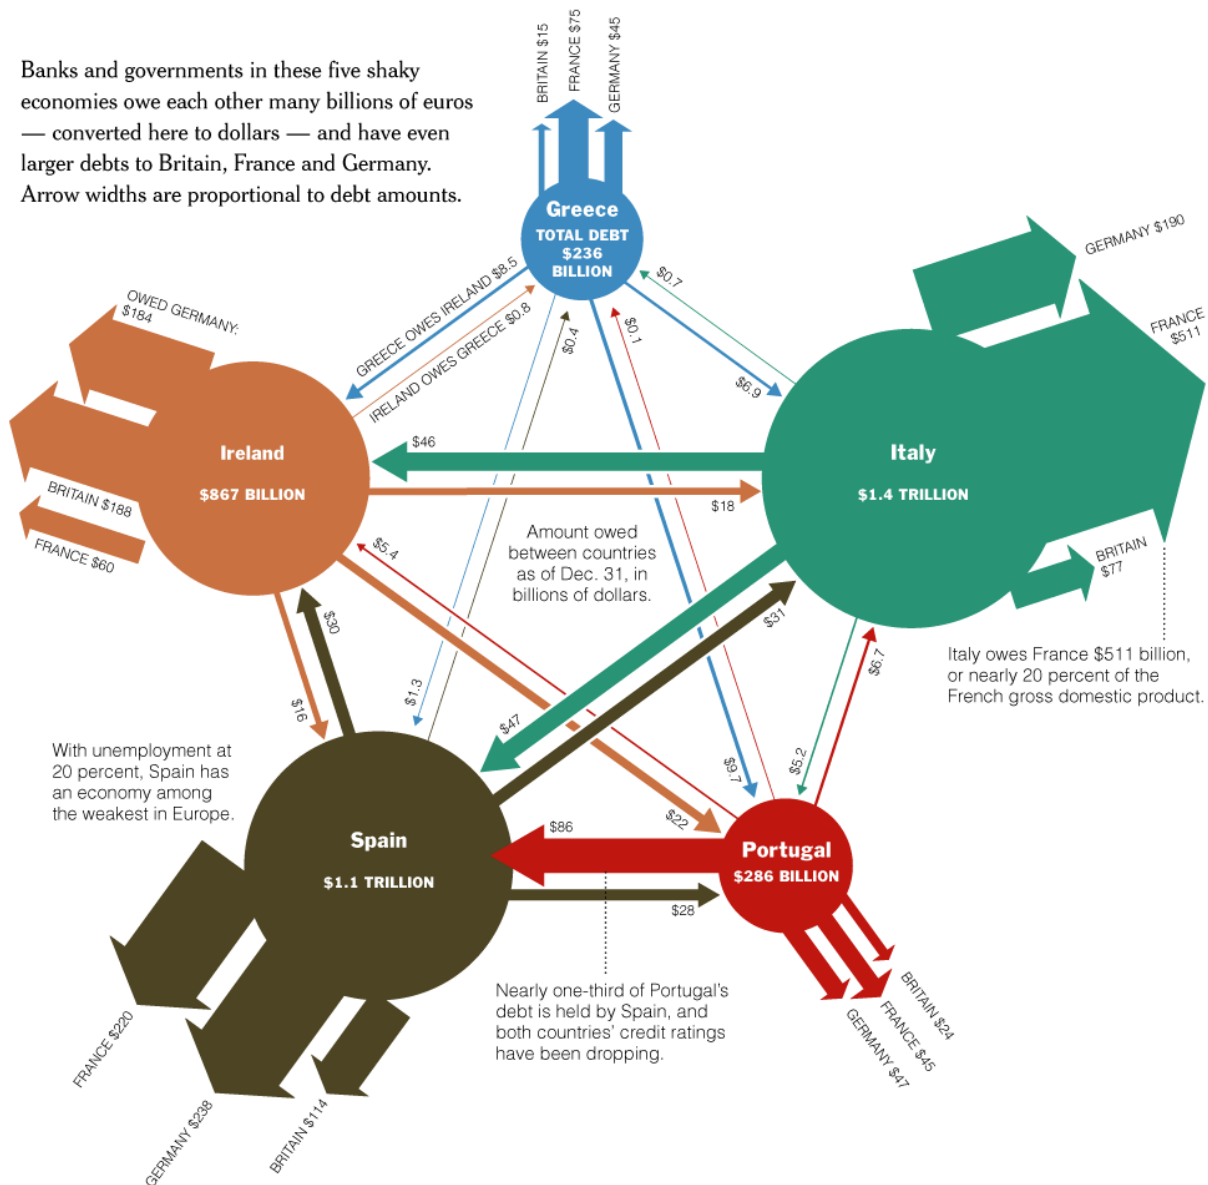 Banks and governments in these five shaky
economies owe each other many billions of euros
— converted here to dollars — and have even
larger debts to Britain, France and Germany.
Arrow widths are proportional to debt amounts.
BRITAIN $15
FRANCE $75
GERMANY $45
Greece
TOTAL DEBT
$236
BILLION
GREECE OWES IRELAND $8.5
IRELAND OWES GREECE $0.8
$0.4
$0.1
$0.7
$6.9
GERMANY $190
FRANCE
$511
OWED GERMANY:
$184
Ireland
$867 BILLION
BRITAIN $188
FRANCE $60
$46
$18
Italy
$1.4 TRILLION
BRITAIN
$77
Amount owed
between countries
as of Dec. 31, in
billions of dollars.
$5.4
$30
$16
$31
$1.3
$47
$6.7
$5.2
$9.7
$22
Italy owes France $511 billion,
or nearly 20 percent of the
French gross domestic product.
With unemployment at
20 percent, Spain has
an economy among
the weakest in Europe.
Spain
$1.1 TRILLION
$86
$28
Portugal
$286 BILLION
Nearly one-third of Portugal's
debt is held by Spain, and
both countries' credit ratings
have been dropping.
FRANCE $220
GERMANY $238
BRITAIN $114
BRITAIN $24
FRANCE $45
GERMANY $47